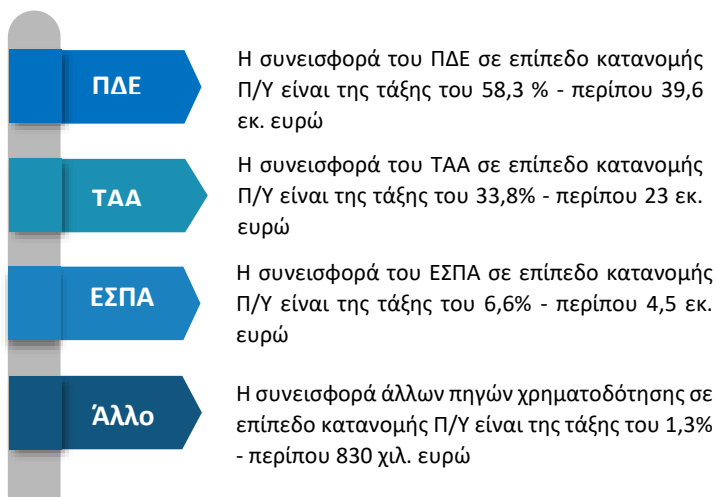 ΠΔΕ
Η συνεισφορά του ΠΔΕ σε επίπεδο κατανομής
Π/Υ είναι της τάξης του 58,3 % - περίπου 39,6
εκ. ευρώ
ΤΑΑ
Η συνεισφορά του ΤΑΑ σε επίπεδο κατανομής
Π/Υ είναι της τάξης του 33,8% - περίπου 23 εκ.
ευρώ
ΕΣΠΑ
Η συνεισφορά του ΕΣΠΑ σε επίπεδο κατανομής
Π/Υ είναι της τάξης του 6,6% - περίπου 4,5 εκ.
ευρώ
Άλλο
Η συνεισφορά άλλων πηγών χρηματοδότησης σε
επίπεδο κατανομής Π/Υ είναι της τάξης του 1,3%
- περίπου 830 χιλ. ευρώ